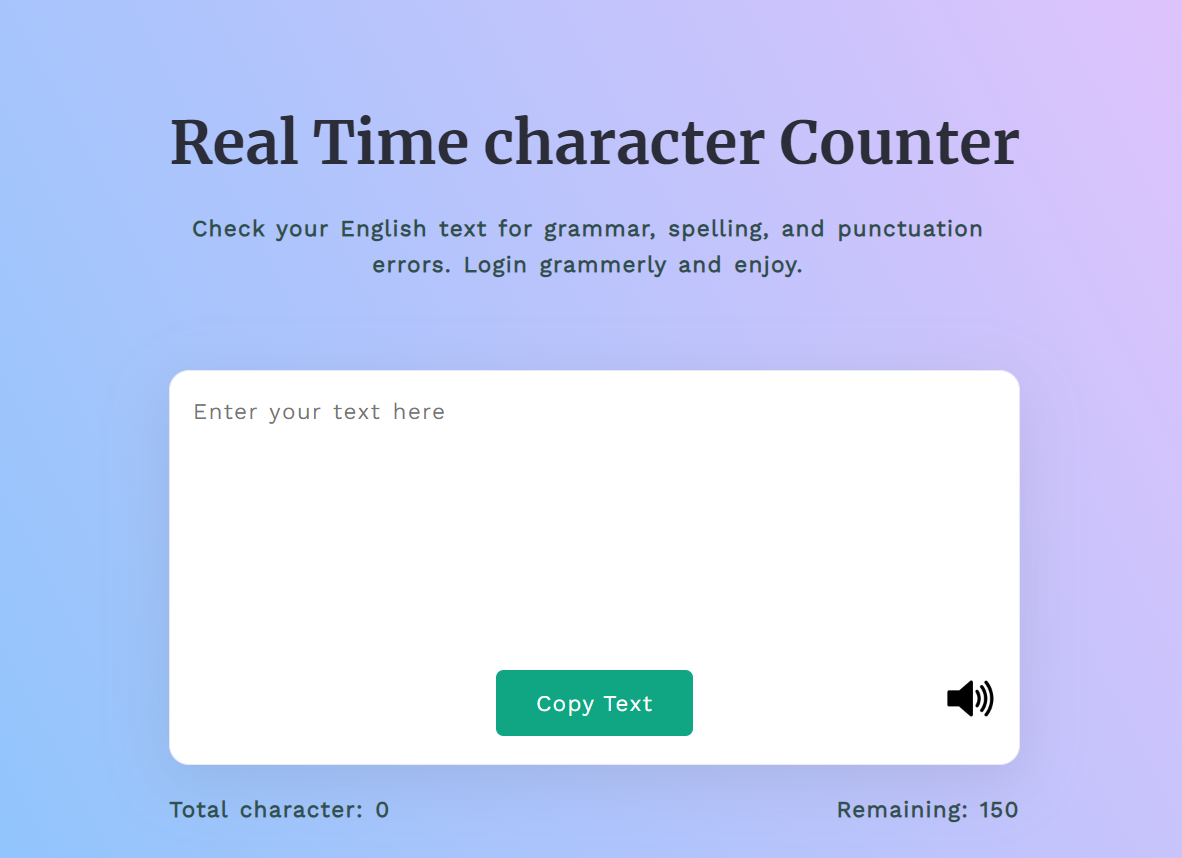 Real Time character Counter
Check your English text for grammar, spelling, and punctuation
errors. Login grammerly and enjoy.
Enter your text here
Copy Text
Total character: 0
Remaining: 150